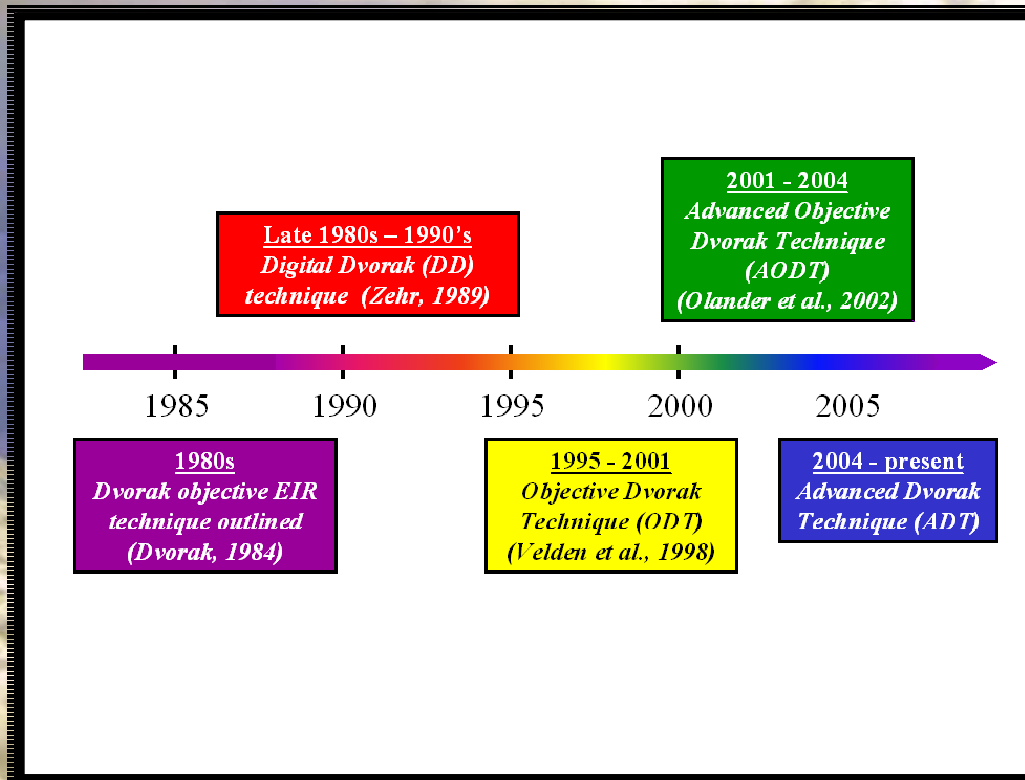 2001 - 2004
Advanced Objective
Dvorak Technique
(AODT)
(Olander et al., 2002)
Late 1980s – 1990's
Digital Dvorak (DD)
technique (Zehr, 1989)
1985
1990
1995
2000
2005
1980s
Dvorak objective EIR
technique outlined
(Dvorak, 1984)
1995 - 2001
Objective Dvorak
Technique (ODT)
(Velden et al., 1998)
2004 - present
Advanced Dvorak
Technique (ADT)